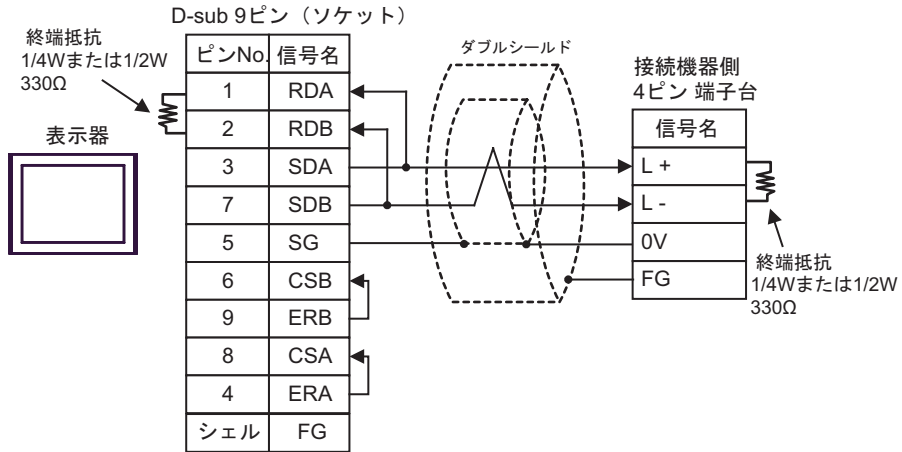 D-sub 9ピン（ソケット）
終端抵抗
1/4Wまたは1/2W
330Ω
表示器
ピンNo. 信号名
1 RDA
2 RDB
3 SDA
7 SDB
5 SG
6 CSB
9 ERB
8 CSA
4 ERA
シェル FG
ダブルシールド
接続機器側
4ピン 端子台
信号名
L +
L -
0V
FG
終端抵抗
1/4Wまたは1/2W
330Ω